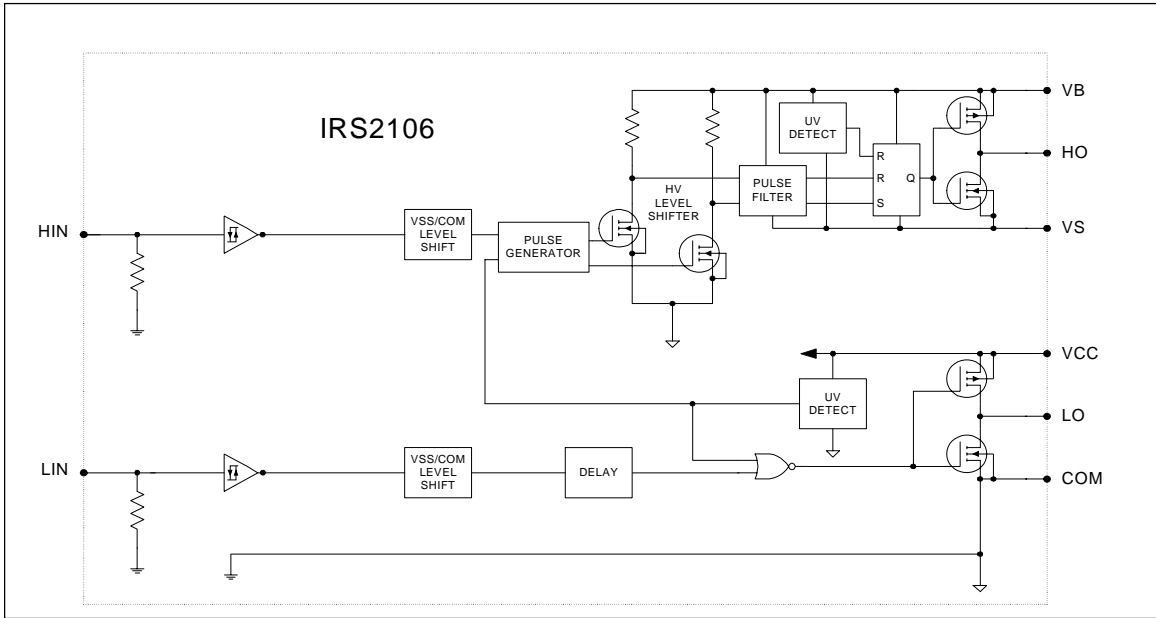 IRS2106
VB
UV
DETECT
HO
R
R
Q
S
PULSE
FILTER
HV
LEVEL
SHIFTER
VS
HIN
VSS/COM
LEVEL
SHIFT
PULSE
GENERATOR
VCC
UV
DETECT
LO
LIN
VSS/COM
LEVEL
SHIFT
DELAY
COM